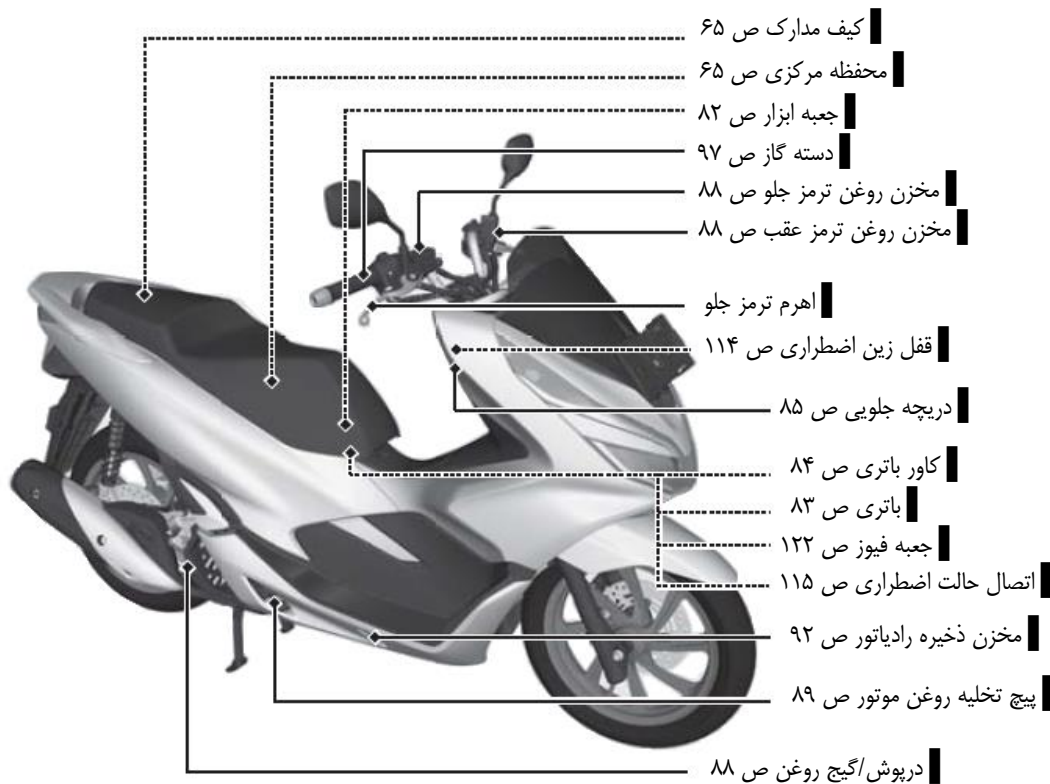 کیف مدارک ص ۶۵
محفظه مرکزی ص ۶۵
جعبه ابزار ص ۸۲
دسته گاز ص ۹۷
مخزن روغن ترمز جلو ص ۸۸
مخزن روغن ترمز عقب ص ۸۸
اهرم ترمز جلو
قفل زین اضطراری ص ۱۱۴
دریچه جلویی ص ۸۵
کاور باتری ص ۸۴
باتری ص ۸۳
جعبه فیوز ص ۱۲۲
اتصال حالت اضطراری ص ۱۱۵
مخزن ذخیره رادیاتور ص ۹۲
پیچ تخلیه روغن موتور ص ۸۹
درپوش/گیج روغن ص ۸۸